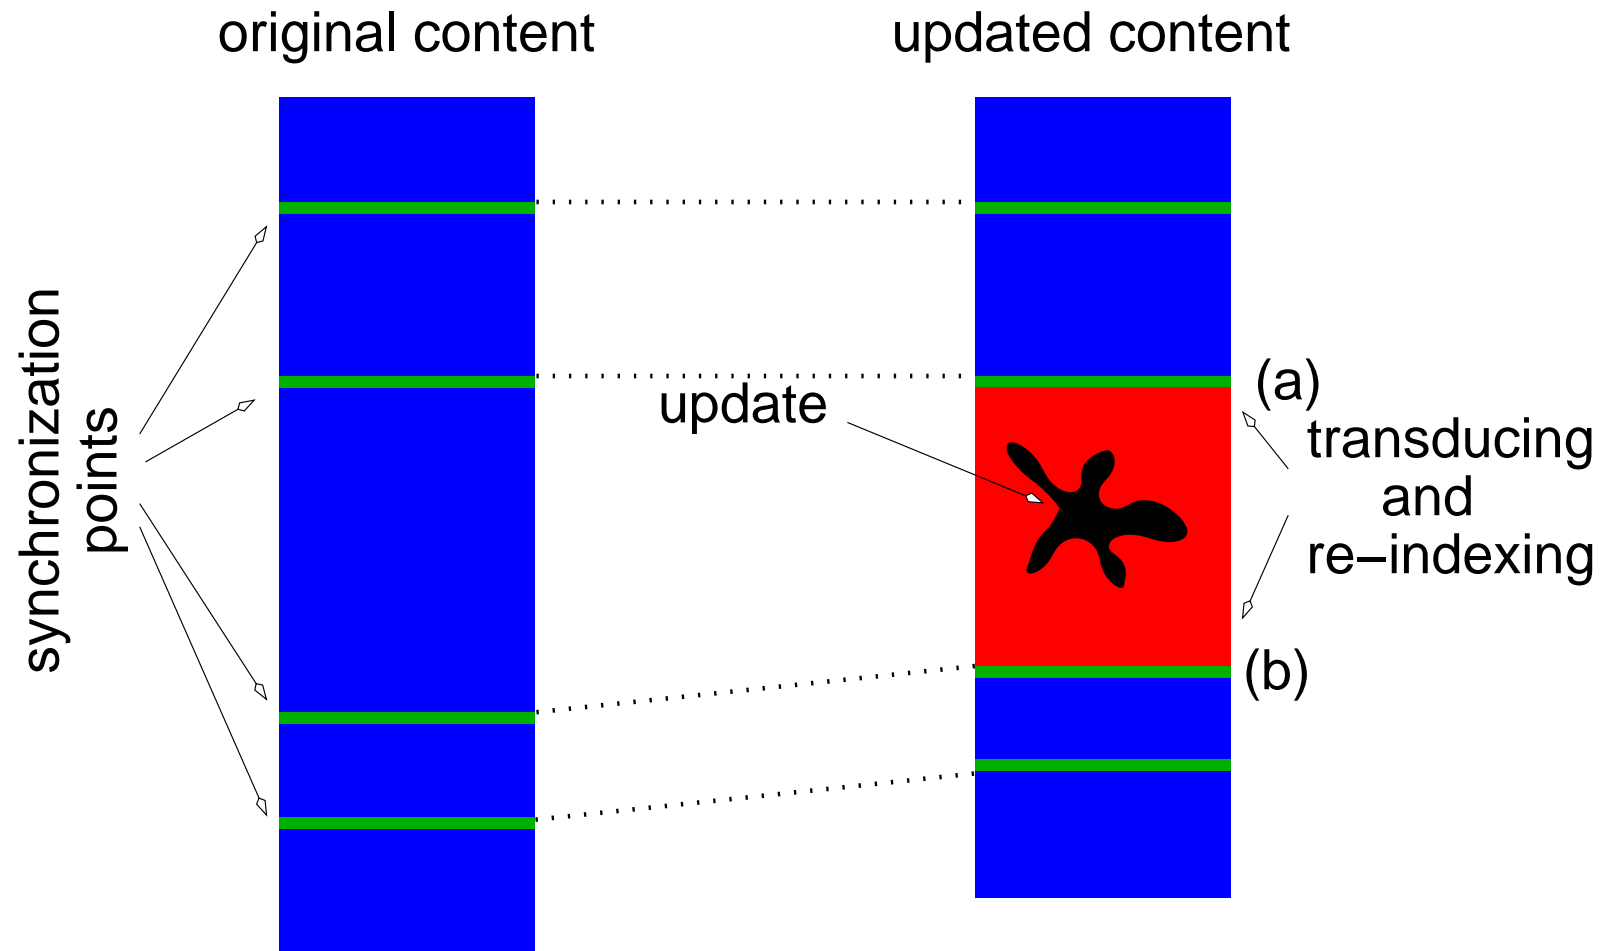 original content
updated content
synchronization
points
update
(a)
transducing
and
re−indexing
(b)